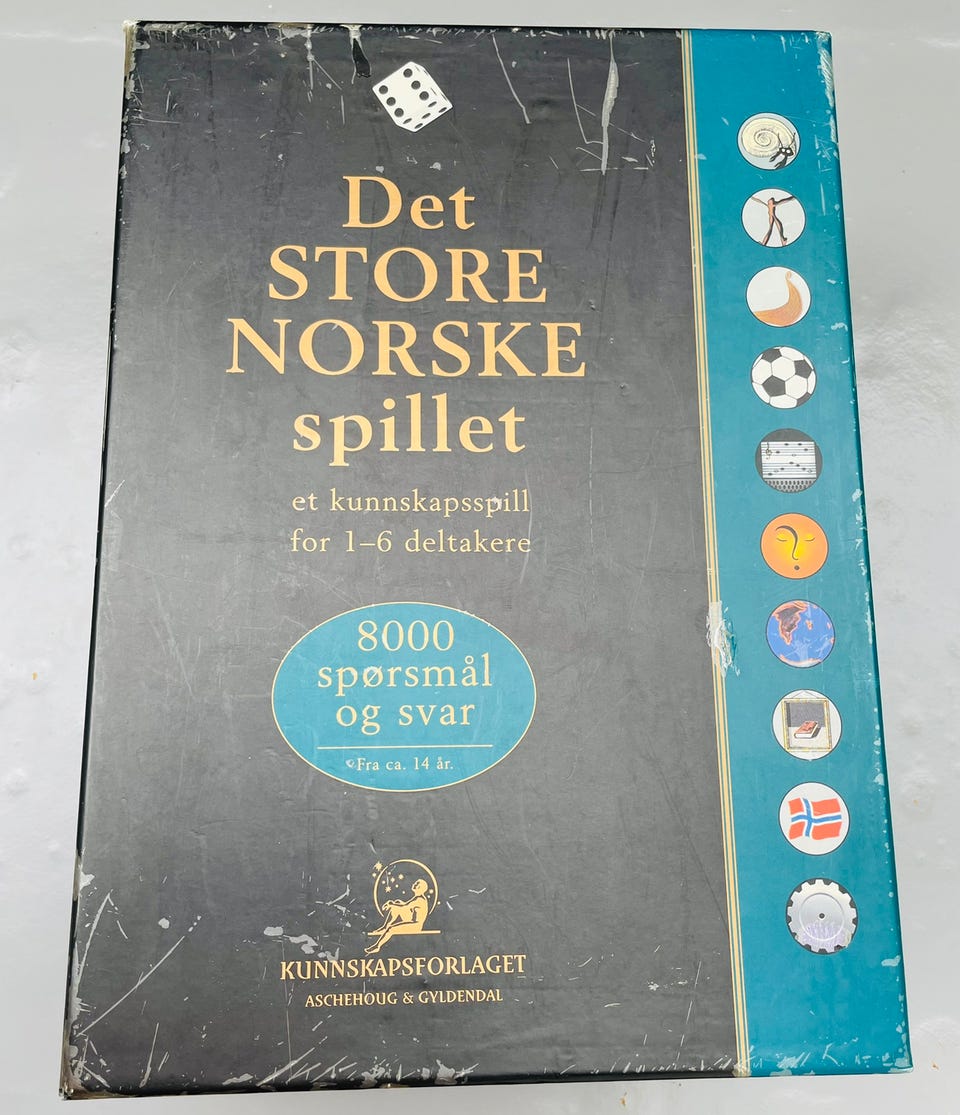 Det
STORE
NORSKE
spillet
et kunnskapsspill
for 1–6 deltakere
8000
spørsmål
og svar
Fra ca. 14 år.
KUNNSKAPSFORLAGET
ASCHEHOUG & GYLDENDAL